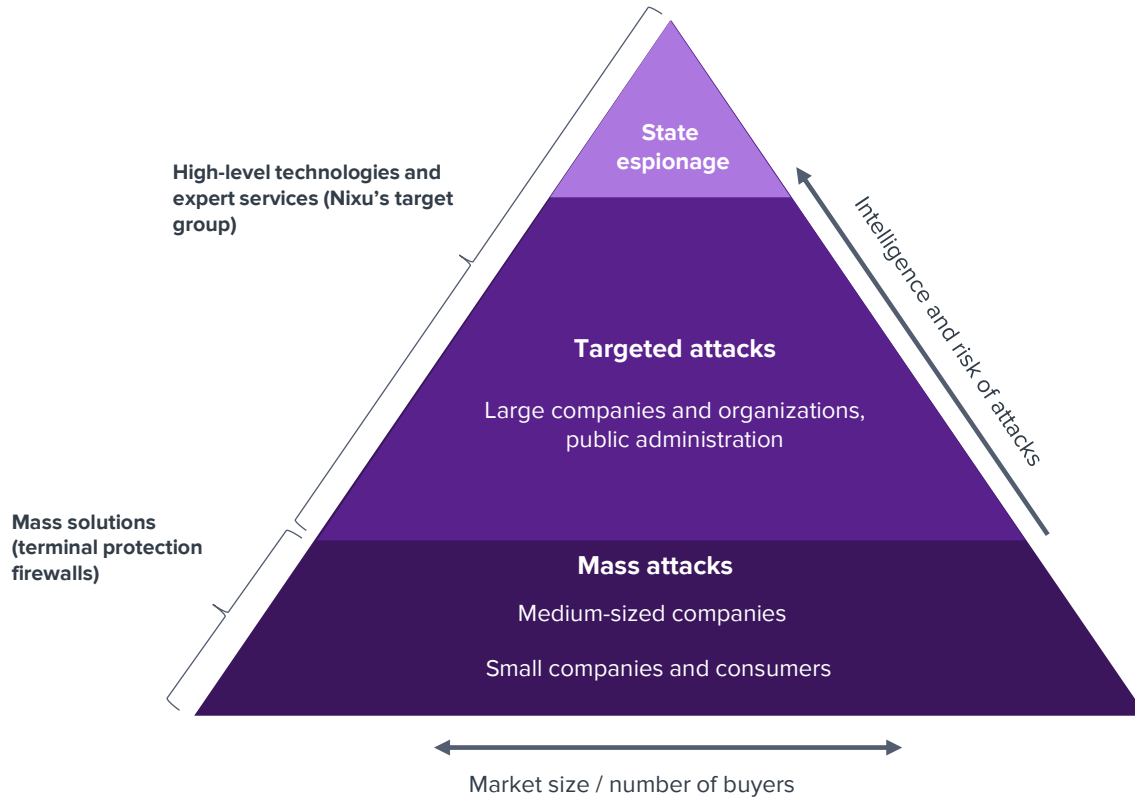 State
espionage
High-level technologies and
expert services (Nixu’s target
group)
Intelligence and risk of attacks
Targeted attacks
Large companies and organizations,
public administration
Mass solutions
(terminal protection
firewalls)
Mass attacks
Medium-sized companies
Small companies and consumers
Market size / number of buyers